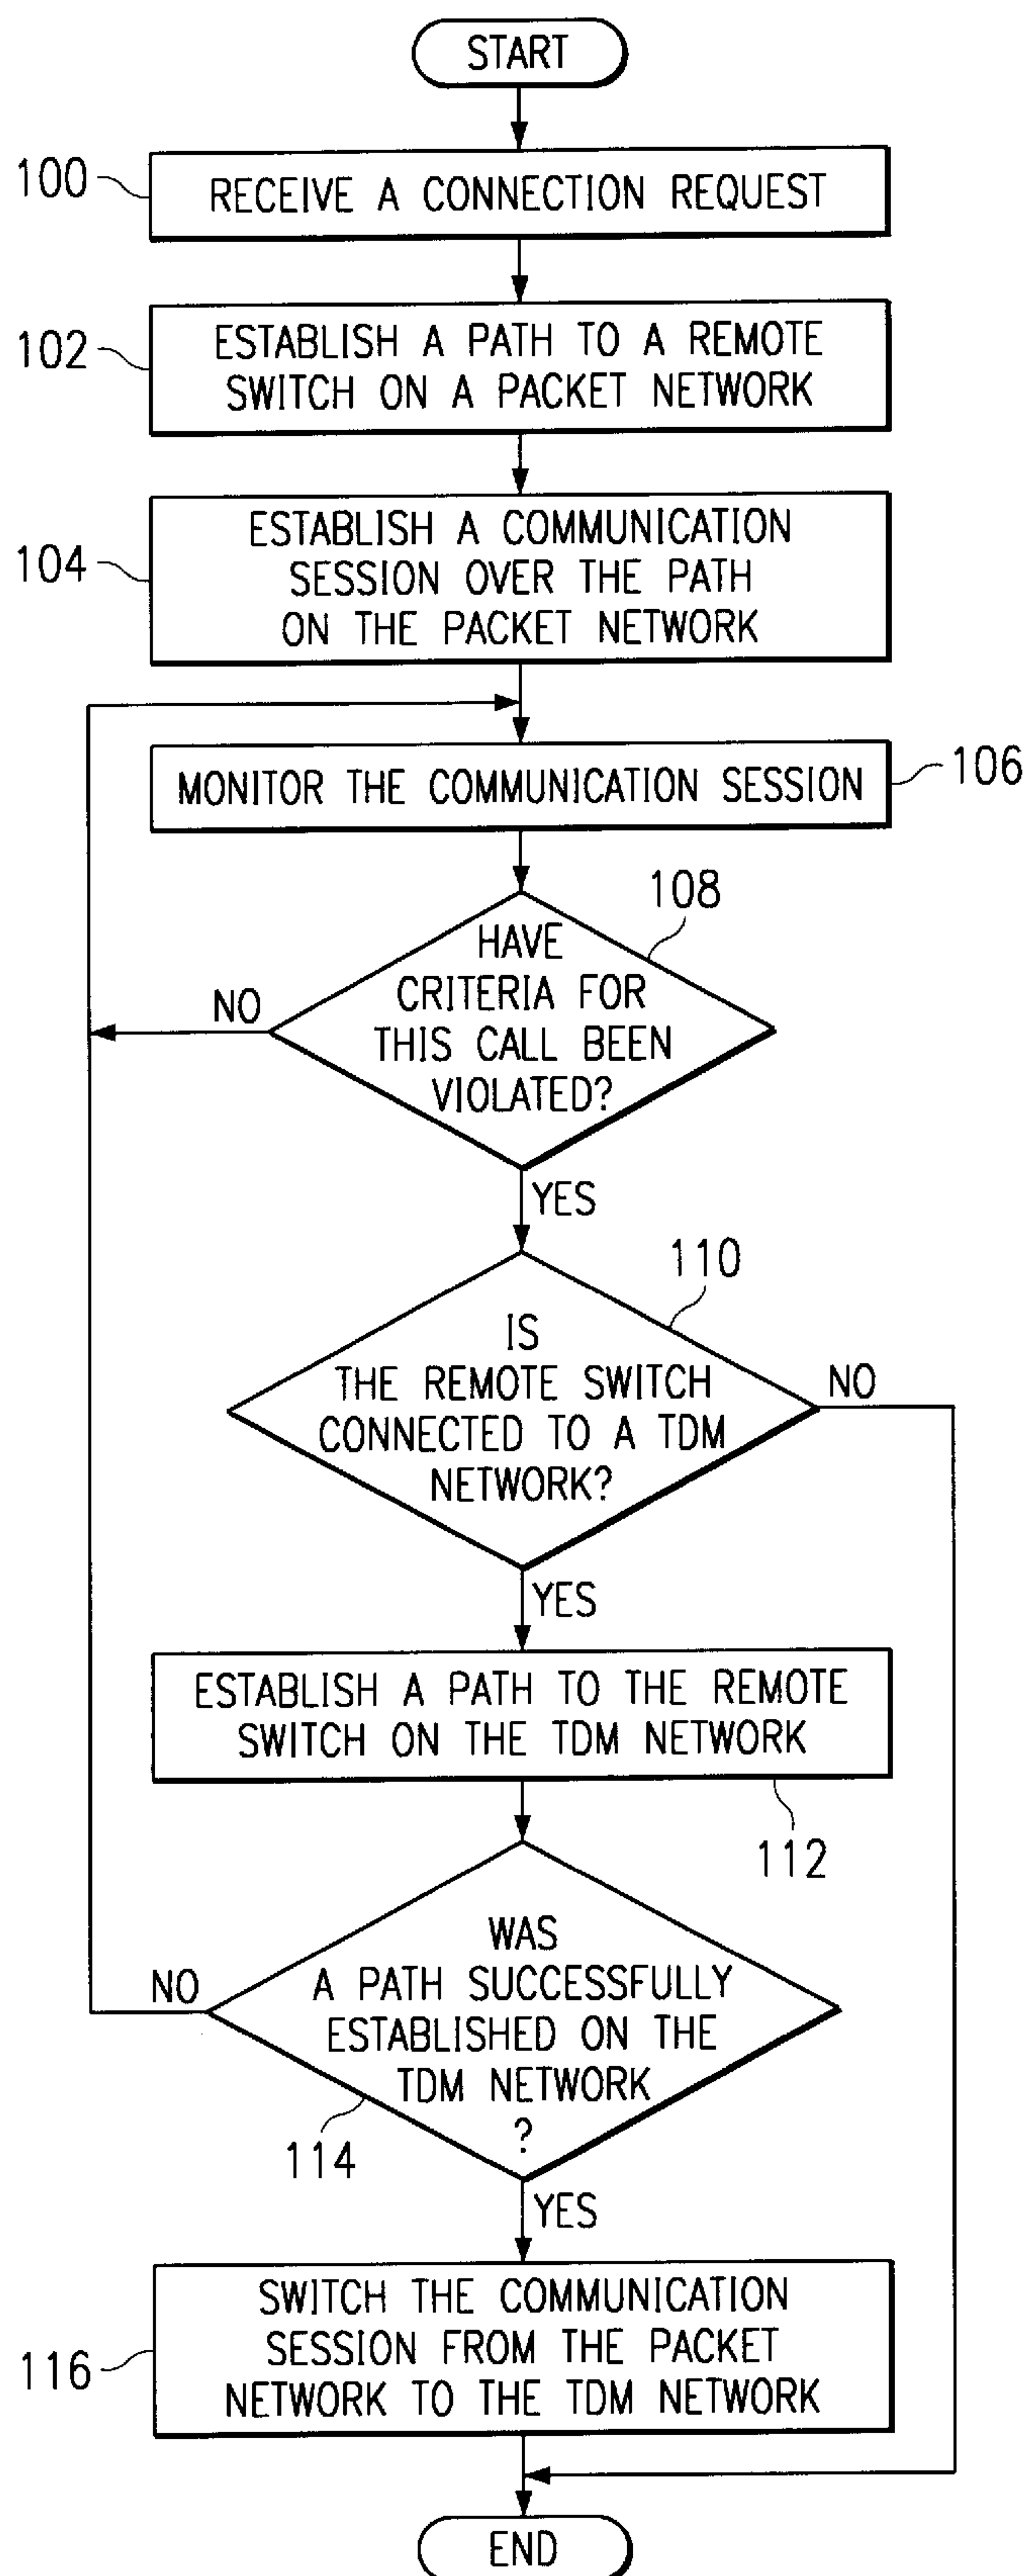 START
100
RECEIVE A CONNECTION REQUEST
102
ESTABLISH A PATH TO A REMOTE
SWITCH ON A PACKET NETWORK
104
ESTABLISH A COMMUNICATION
SESSION OVER THE PATH
ON THE PACKET NETWORK
MONITOR THE COMMUNICATION SESSION
106
108
HAVE
CRITERIA FOR
THIS CALL BEEN
VIOLATED?
NO
YES
110
IS
THE REMOTE SWITCH
CONNECTED TO A TDM
NETWORK?
NO
YES
ESTABLISH A PATH TO THE REMOTE
SWITCH ON THE TDM NETWORK
112
WAS
A PATH SUCCESSFULLY
ESTABLISHED ON THE
TDM NETWORK
?
NO
114
YES
116
SWITCH THE COMMUNICATION
SESSION FROM THE PACKET
NETWORK TO THE TDM NETWORK
END